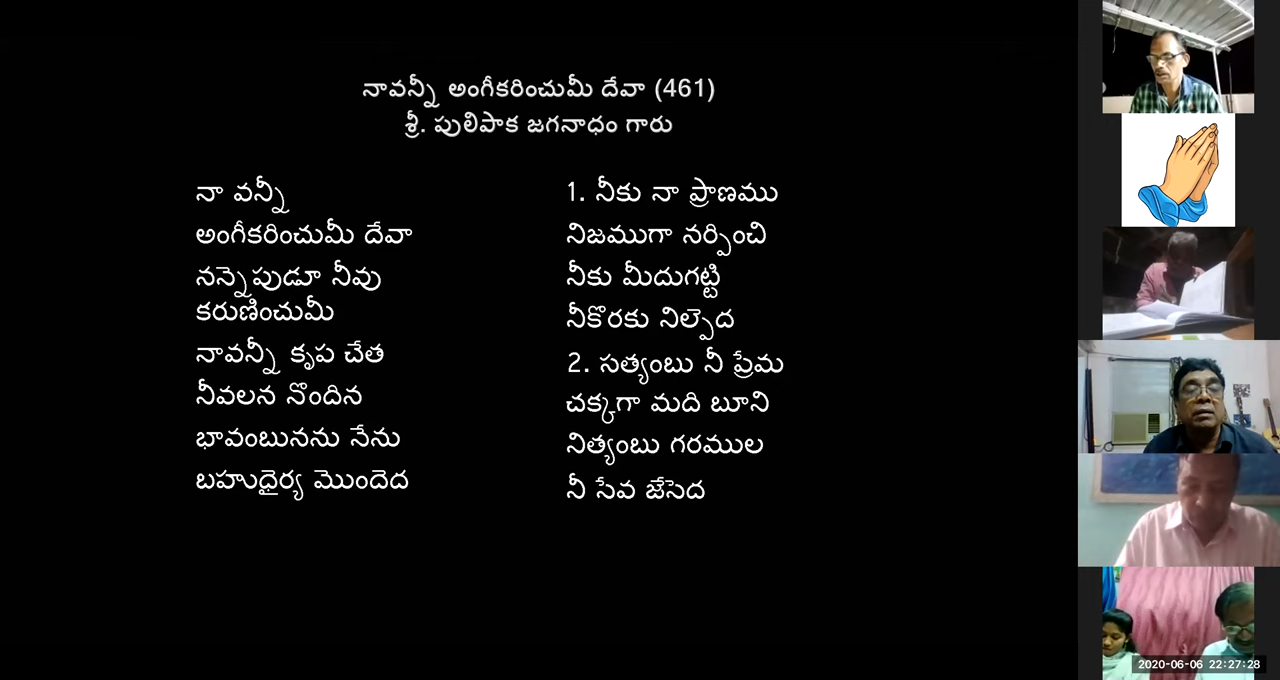 నావన్నీ అంగీకరించుమీ దేవా (461)
శ్రీ. పులిపాక జగనాధం గారు
నా వన్నీ
అంగీకరించుమీ దేవా
నన్నెపుడూ నీవు
కరుణించుమీ
నావన్నీ కృప చేత
నీవలన నొందిన
భావంబునను నేను
బహుధైర్య మొందెద
1. నీకు నా ప్రాణము
నిజముగా నర్పించి
నీకు మీదుగట్టి
నీకొరకు నిల్పెద
2. సత్యంబు నీ ప్రేమ
చక్కగా మది బూని
నిత్యంబు గరముల
నీ సేవ జేసెద
2020-06-06 22:27:28